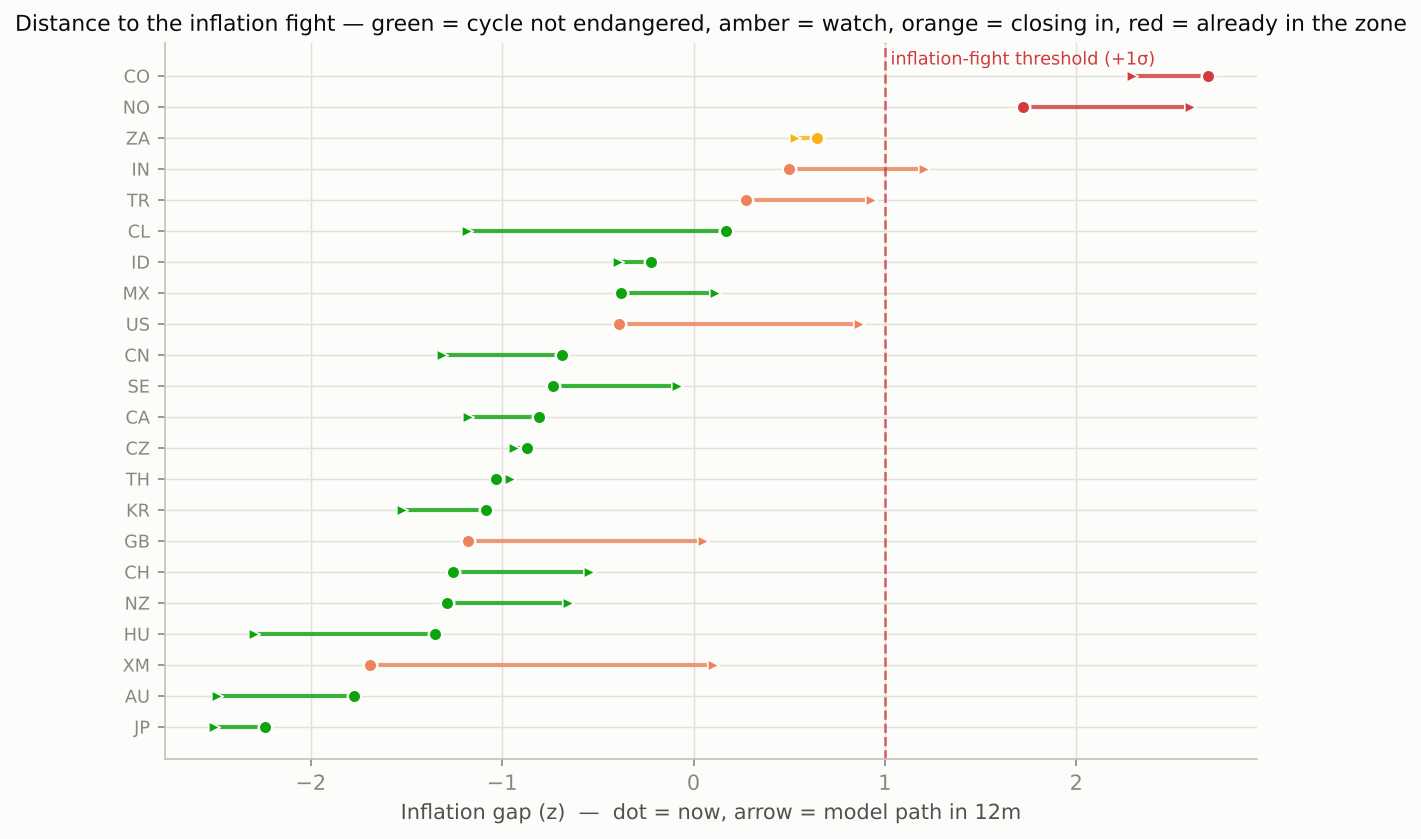 Distance to the inflation fight — green = cycle not endangered, amber = watch, orange = closing in, red = already in the zone
inflation-fight threshold (+1σ)
CO
NO
ZA
IN
TR
CL
ID
MX
US
CN
SE
CA
CZ
TH
KR
GB
CH
NZ
HU
XM
AU
JP
−2 −1 0 1 2
Inflation gap (z) — dot = now, arrow = model path in 12m